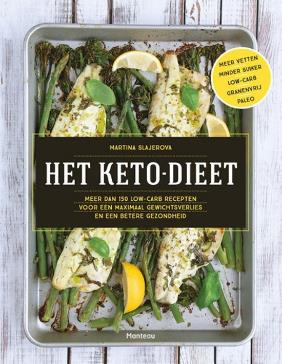 MEER VETTEN
MINDER SUIKER
LOW-CARB
GRANENVRIJ
PALEO
MARTINA SLAJEROVA
HET KETO-DIEET
MEER DAN 150 LOW-CARB RECEPTEN
VOOR EEN MAXIMAAL GEWICHTSVERLIES
EN EEN BETERE GEZONDHEID
Manteau